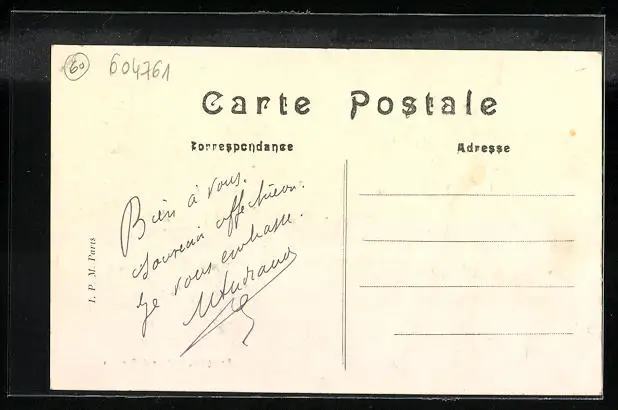 60
604761
Carte Postale
Correspondance
Adresse
Bien à vous.
Souvenir affectueux.
Je vous embrasse.
I. P. M. Paris